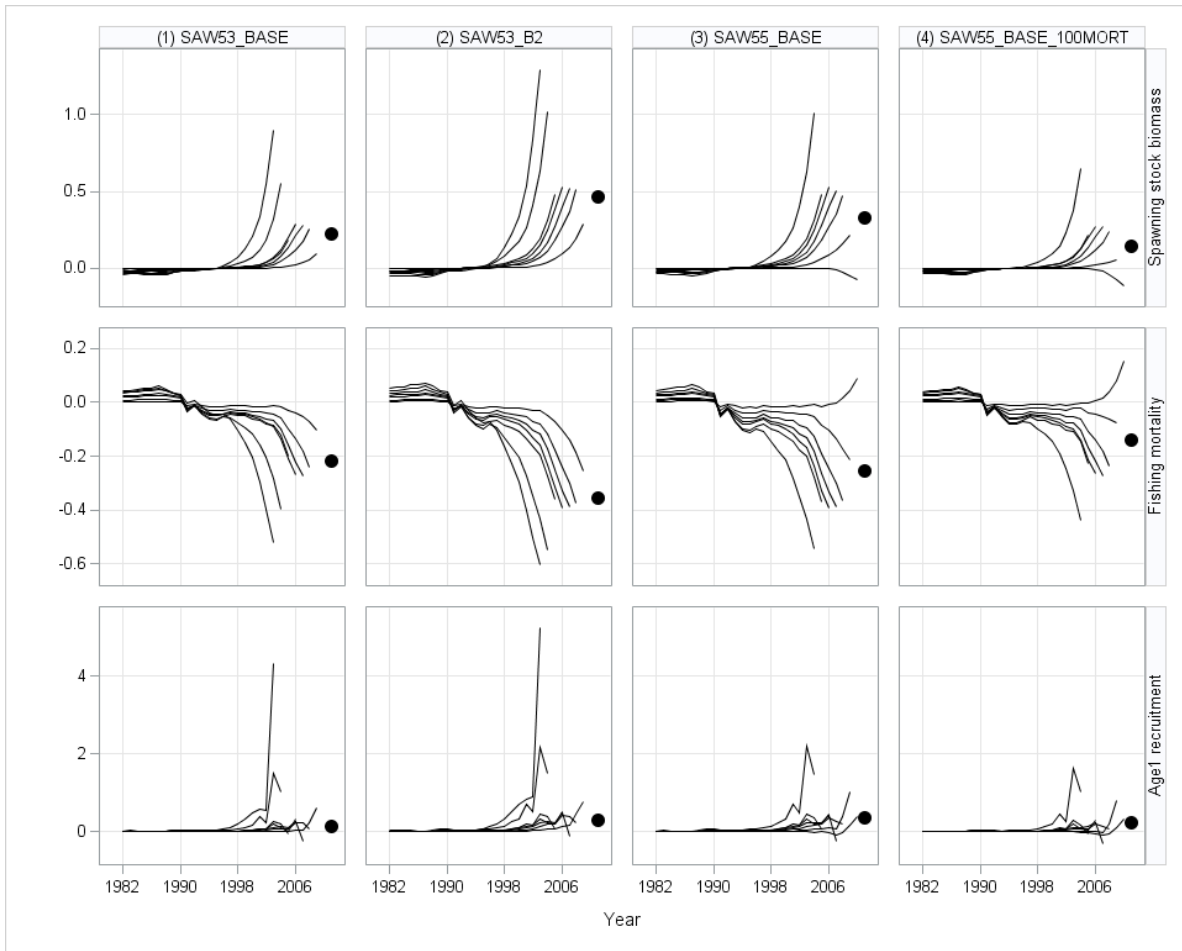 (1) SAW53_BASE
(2) SAW53_B2
(3) SAW55_BASE
(4) SAW55_BASE_100MORT
1.0
0.5
0.0
Spawning stock biomass
0.2
0.0
-0.2
-0.4
-0.6
Fishing mortality
4
2
0
Age1 recruitment
1982 1990 1998 2006 1982 1990 1998 2006 1982 1990 1998 2006 1982 1990 1998 2006
Year